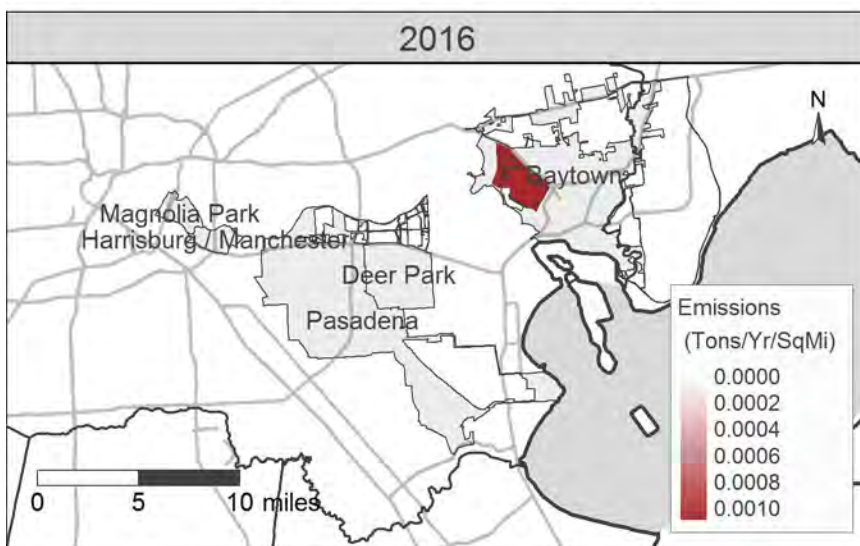 2016
N
Baytown
Magnolia Park
Harrisburg / Manchester
Deer Park
Pasadena
Emissions
(Tons/Yr/SqMi)
0.0000
0.0002
0.0004
0.0006
0.0008
0.0010
0 5 10 miles